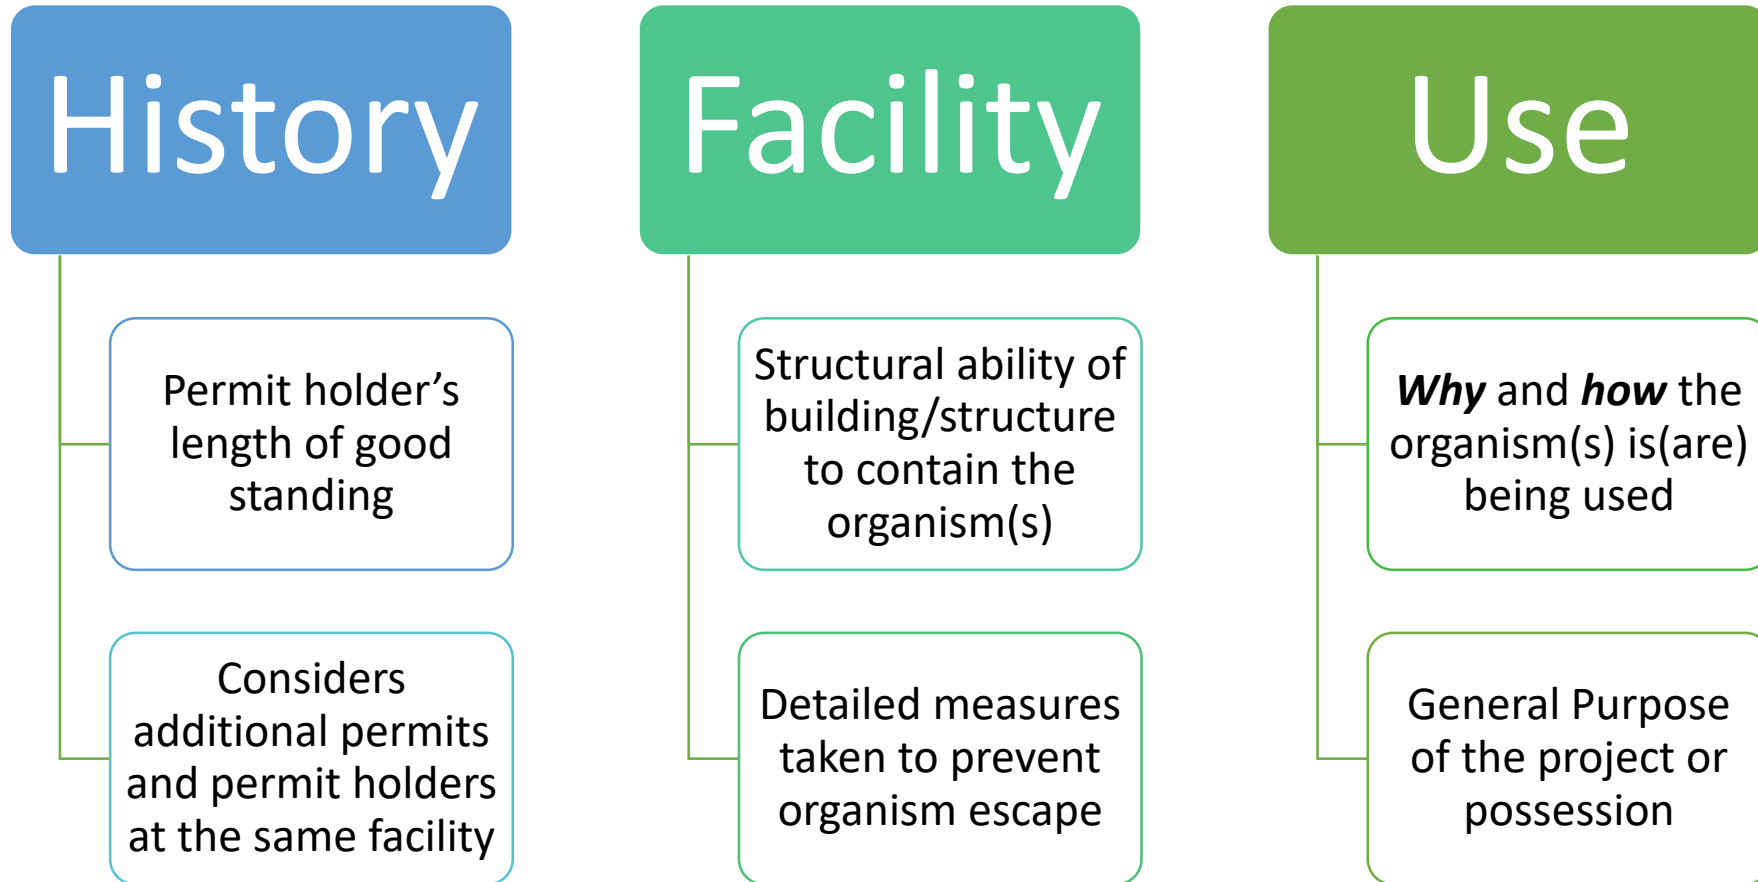 History
Permit holder’s
length of good
standing
Considers
additional permits
and permit holders
at the same facility
Facility
Structural ability of
building/structure
to contain the
organism(s)
Detailed measures
taken to prevent
organism escape
Use
Why and how the
organism(s) is(are)
being used
General Purpose
of the project or
possession